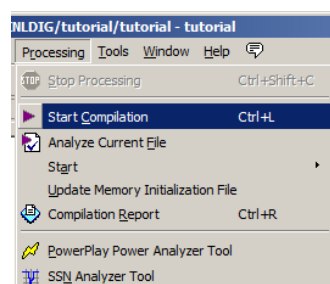 NLDIG/tutorial/tutorial - tutorial
Processing Tools Window Help
Stop Processing Ctrl+Shift+C
Start Compilation Ctrl+L
Analyze Current File
Start
Update Memory Initialization File
Compilation Report Ctrl+R
PowerPlay Power Analyzer Tool
SSN Analyzer Tool